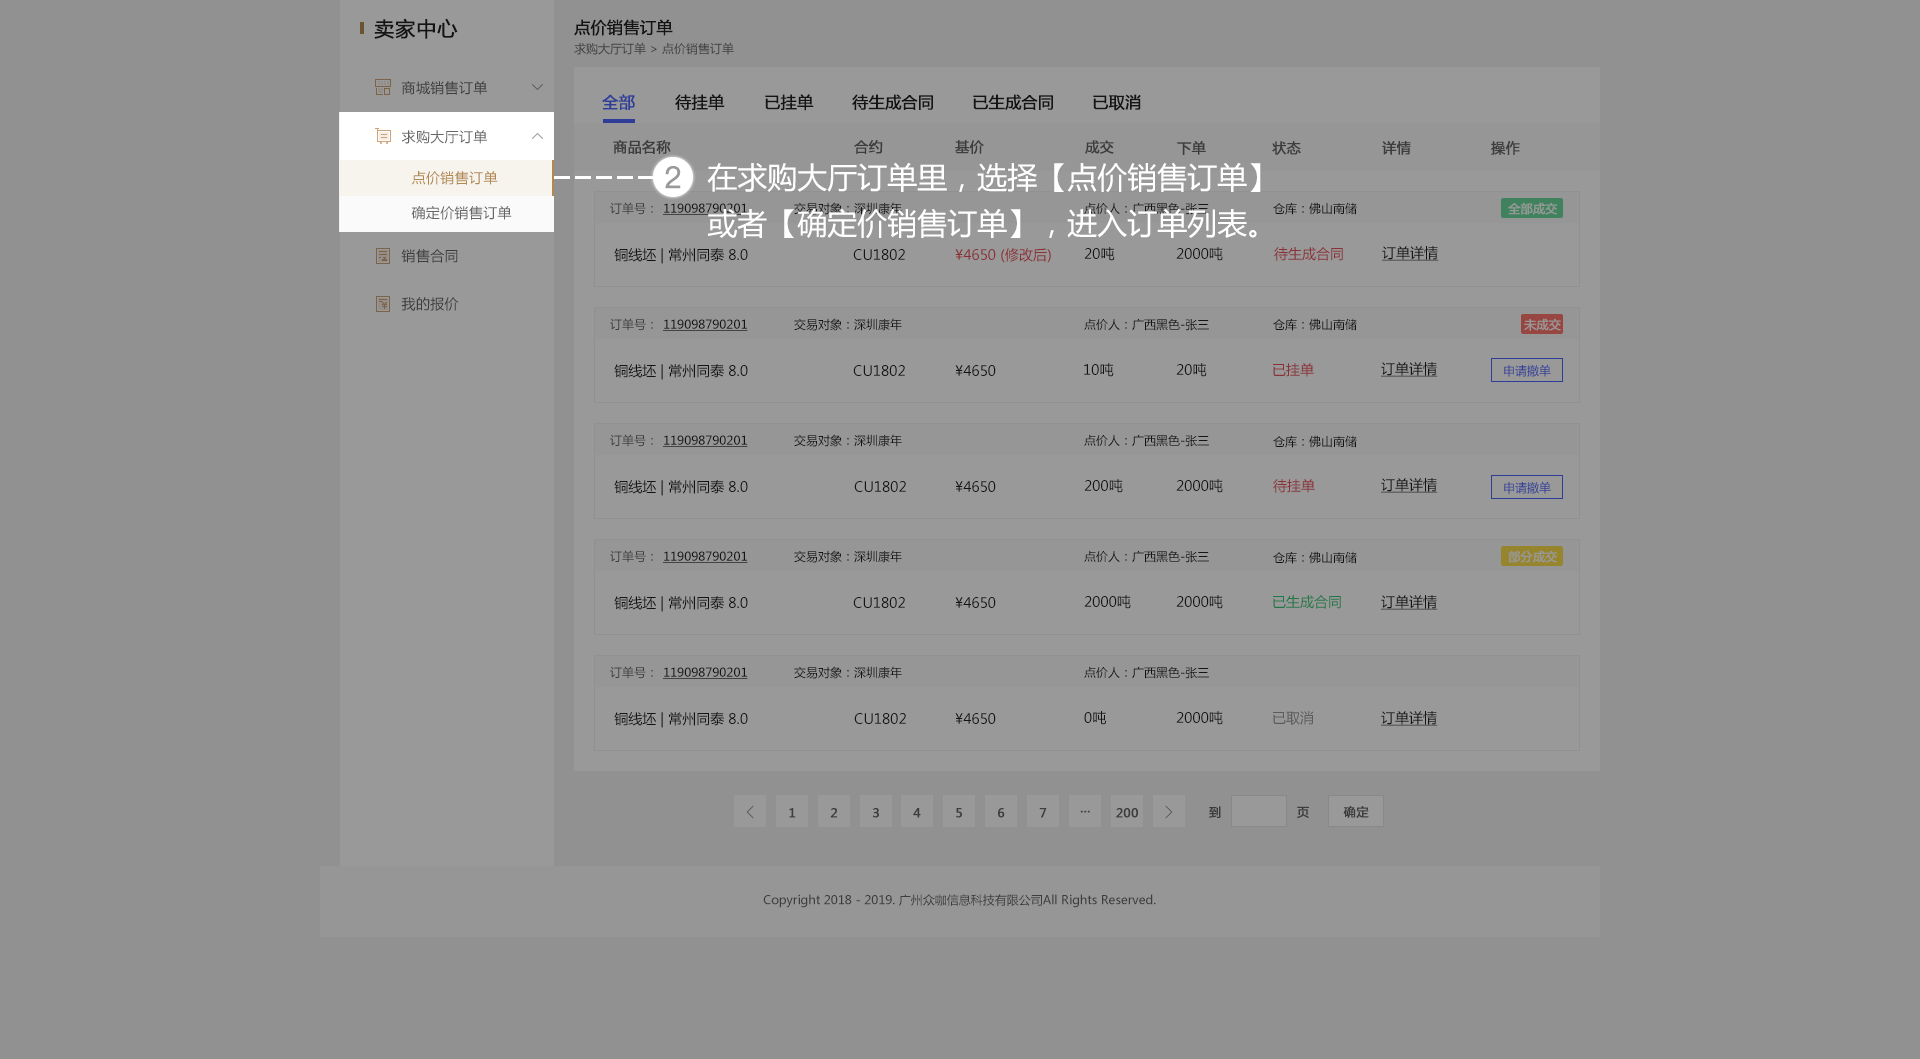 卖家中心
商城销售订单
求购大厅订单
点价销售订单
确定价销售订单
销售合同
我的报价
点价销售订单
求购大厅订单 > 点价销售订单
全部 待挂单 已挂单 待生成合同 已生成合同 已取消
商品名称 合约 基价 成交 下单 状态 详情 操作
2 在求购大厅订单里，选择【点价销售订单】
或者【确定价销售订单】，进入订单列表。
订单号： 119098790201 交易对象：深圳康年 点价人：广西黑色-张三 仓库：佛山南储 全部成交
铜线坯 | 常州同泰 8.0 CU1802 ¥4650 (修改后) 20吨 2000吨 待生成合同 订单详情
订单号： 119098790201 交易对象：深圳康年 点价人：广西黑色-张三 仓库：佛山南储 未成交
铜线坯 | 常州同泰 8.0 CU1802 ¥4650 10吨 20吨 已挂单 订单详情 申请撤单
订单号： 119098790201 交易对象：深圳康年 点价人：广西黑色-张三 仓库：佛山南储
铜线坯 | 常州同泰 8.0 CU1802 ¥4650 200吨 2000吨 待挂单 订单详情 申请撤单
订单号： 119098790201 交易对象：深圳康年 点价人：广西黑色-张三 仓库：佛山南储 部分成交
铜线坯 | 常州同泰 8.0 CU1802 ¥4650 2000吨 2000吨 已生成合同 订单详情
订单号： 119098790201 交易对象：深圳康年 点价人：广西黑色-张三
铜线坯 | 常州同泰 8.0 CU1802 ¥4650 0吨 2000吨 已取消 订单详情
1 2 3 4 5 6 7 ··· 200 到 页 确定
Copyright 2018 - 2019. 广州众咖信息科技有限公司All Rights Reserved.